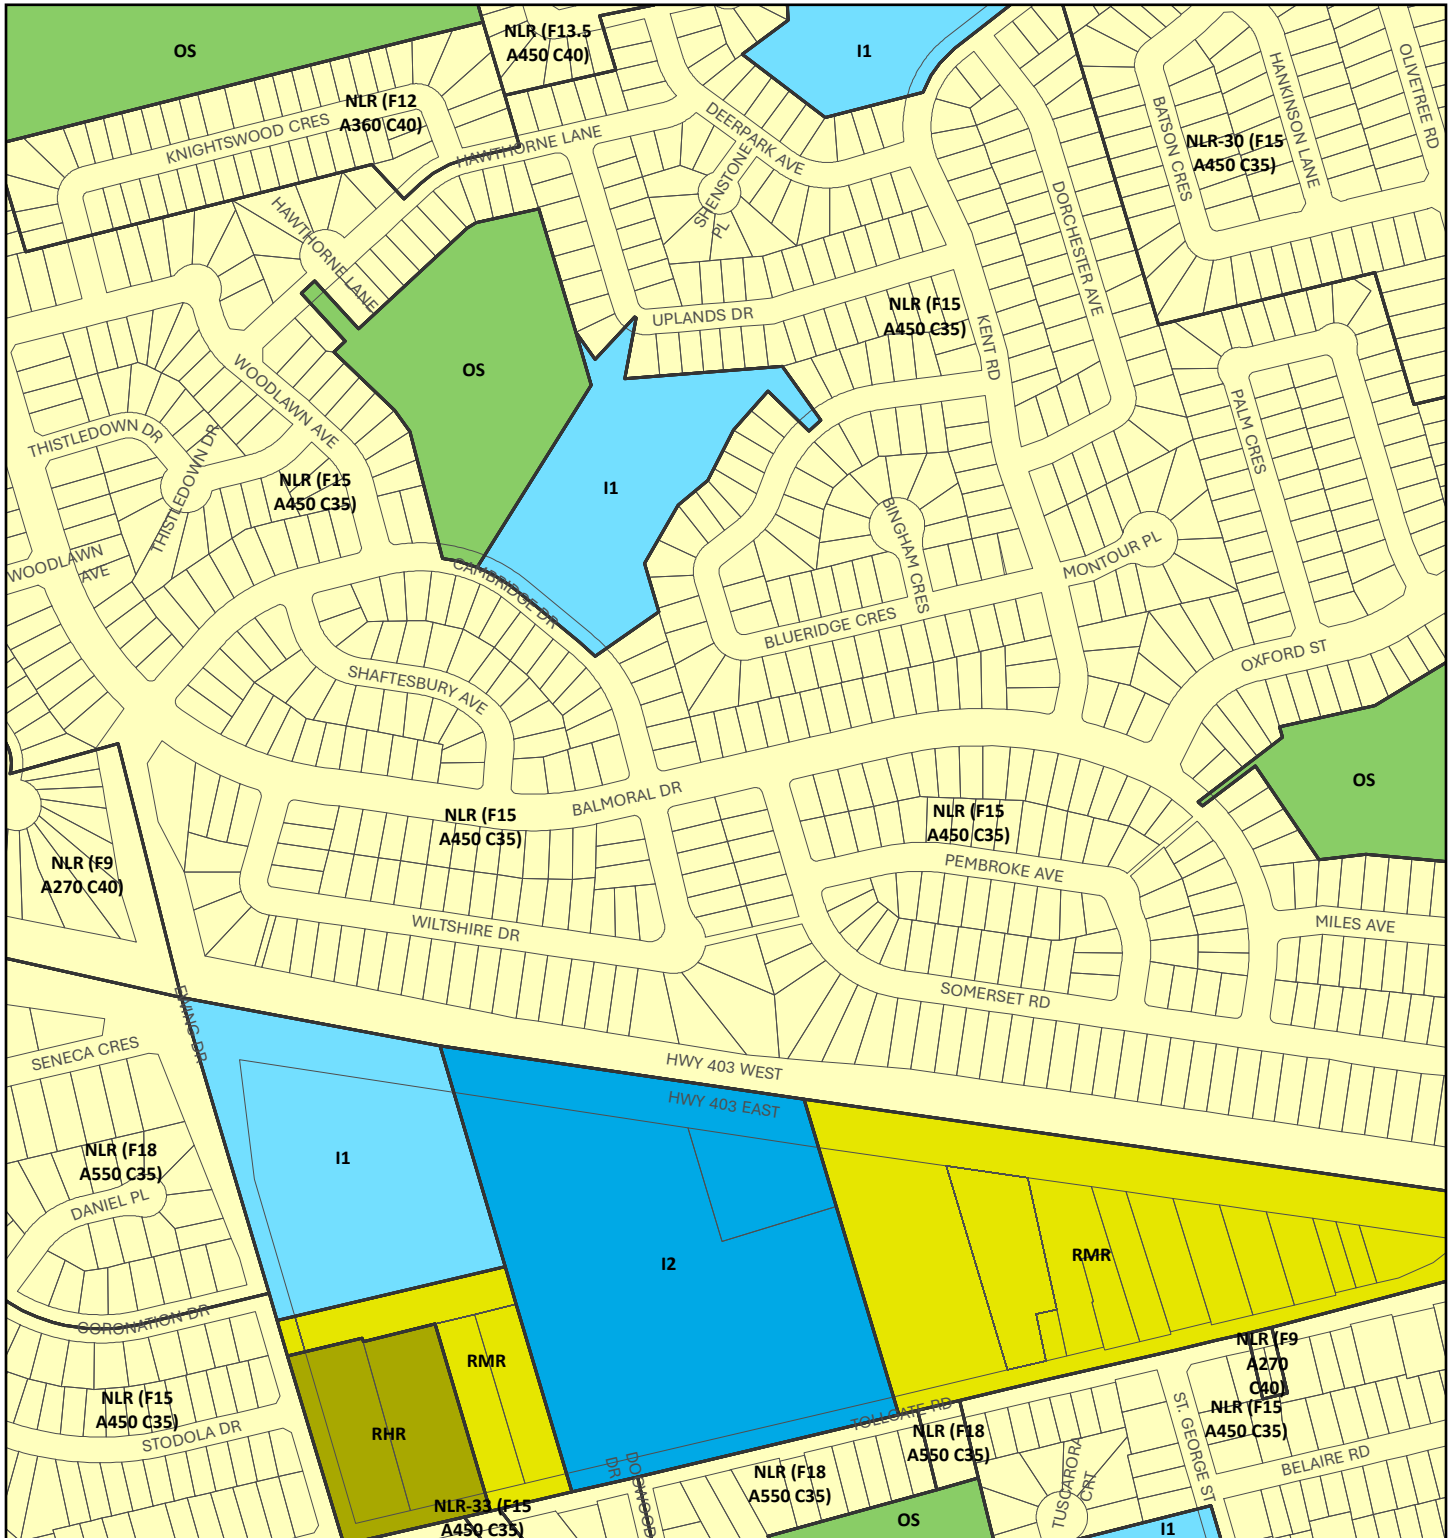 OS
NLR (F13.5
A450 C40)
I1
OLIVETREE RD
HANKINSON LANE
BATSON CRES
NLR-30 (F15
A450 C35)
NLR (F12
A360 C40)
KNIGHTSWOOD CRES
HAWTHORNE LANE
DEERPARK AVE
SHENSTONE
PL
DORCHESTER AVE
HAWTHORNE LANE
UPLANDS DR
NLR (F15
A450 C35)
KENT RD
OS
WOODLAWN AVE
PALM CRES
THISTLEDOWN DR
THISTLEDOWN DR
NLR (F15
A450 C35)
I1
BINGHAM CRES
MONTOUR PL
WOODLAWN
AVE
CAMBRIDGE DR
BLUERIDGE CRES
OXFORD ST
SHAFTESBURY AVE
OS
BALMORAL DR
NLR (F15
A450 C35)
NLR (F15
A450 C35)
PEMBROKE AVE
NLR (F9
A270 C40)
WILTSHIRE DR
MILES AVE
SOMERSET RD
EWING DR
SENECA CRES
HWY 403 WEST
HWY 403 EAST
NLR (F18
A550 C35)
I1
DANIEL PL
I2
RMR
CORONATION DR
RMR
NLR (F9
A270
C40)
NLR (F15
A450 C35)
STODOLA DR
RHR
TOLLGATE RD
NLR (F18
A550 C35)
ST. GEORGE ST
NLR (F15
A450 C35)
BELAIRE RD
DOGWOOD
DR
NLR (F18
A550 C35)
TUSCARORA
CRT
NLR-33 (F15
A450 C35)
OS
I1